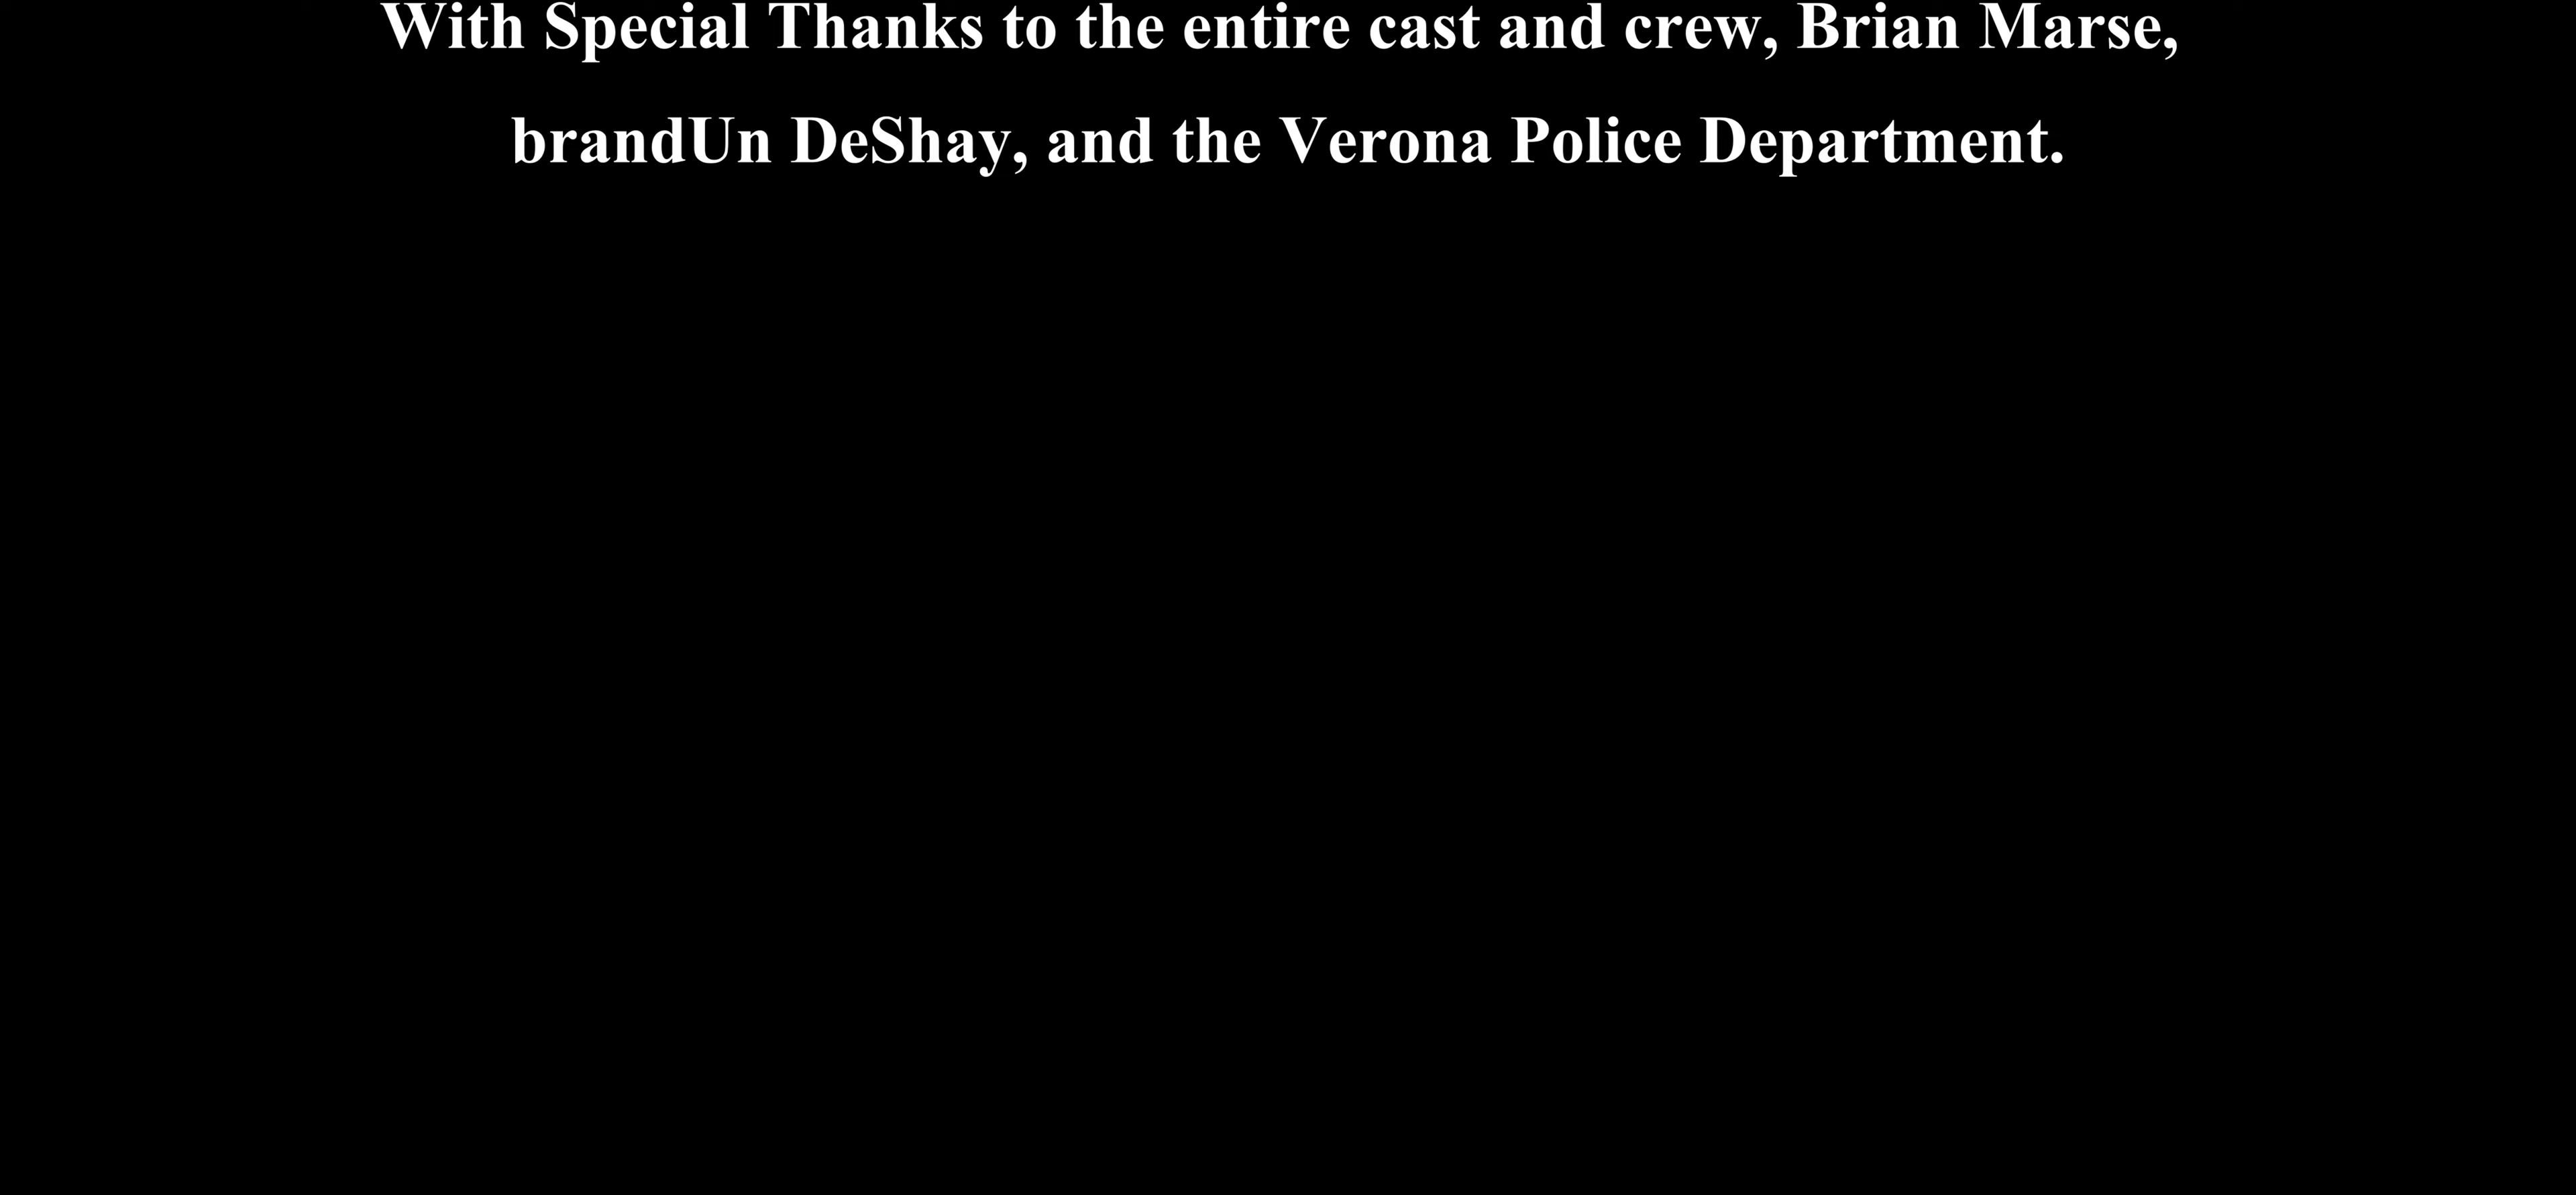 With Special Thanks to the entire cast and crew, Brian Marse,
brandUn DeShay, and the Verona Police Department.